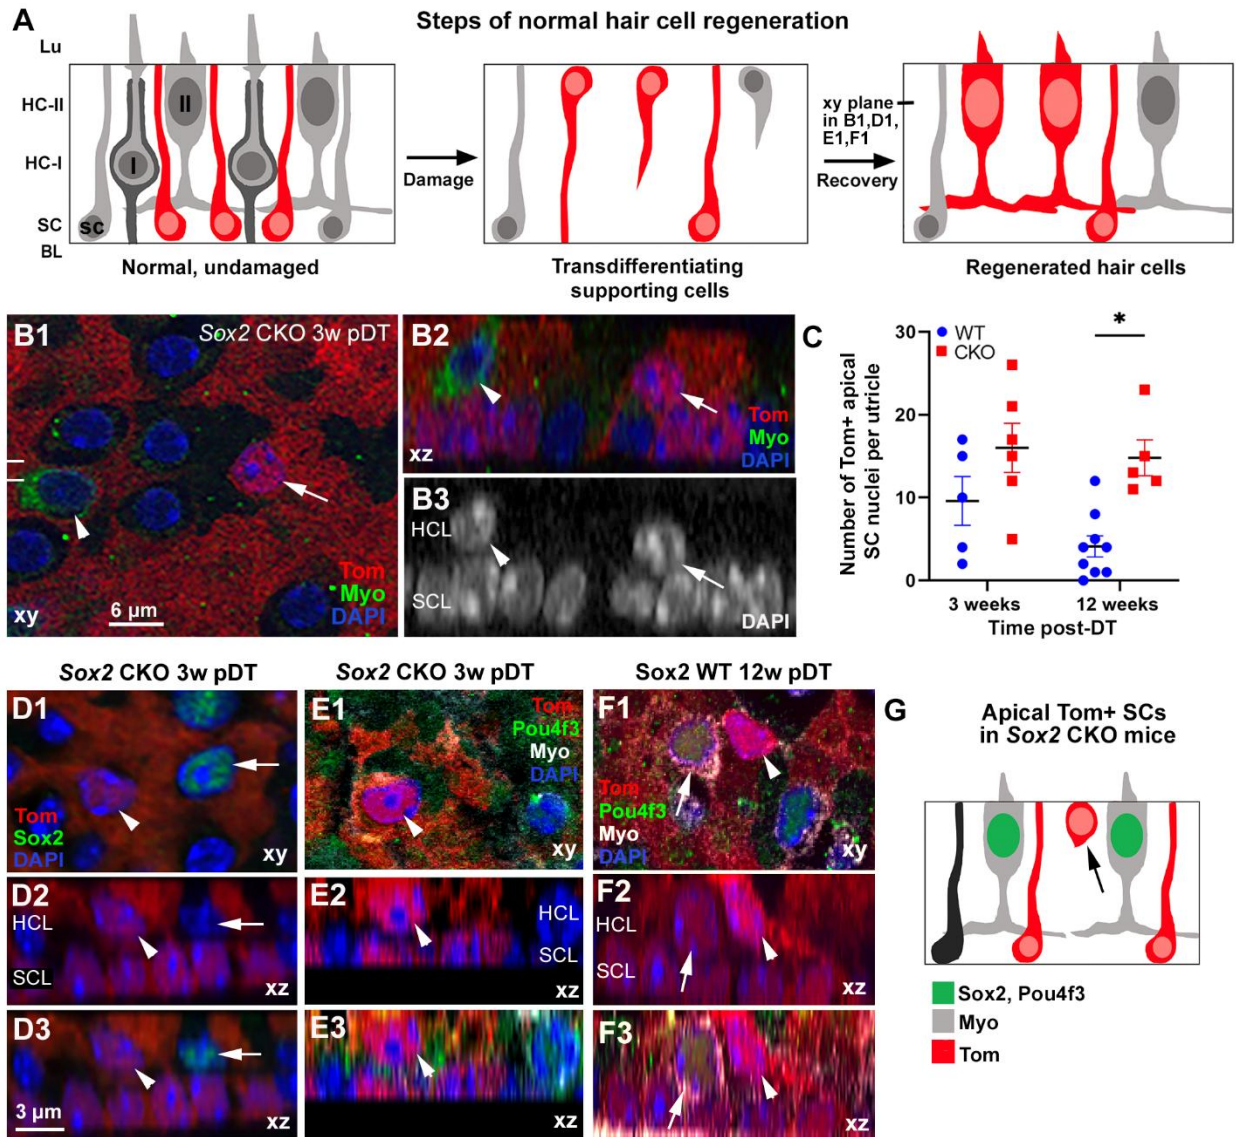 A
Steps of normal hair cell regeneration
Lu
HC-II
HC-I
SC
BL
II
I
SC
Damage
xy plane
in B1,D1,
E1,F1
Recovery
Normal, undamaged
Transdifferentiating
supporting cells
Regenerated hair cells
B1
Sox2 CKO 3w pDT
Tom
Myo
DAPI
xy
6 µm
B2
Tom
Myo
DAPI
xz
B3
HCL
SCL
DAPI
C
WT
CKO
*
Number of Tom+ apical
SC nuclei per utricle
30
20
10
0
3 weeks
12 weeks
Time post-DT
Sox2 CKO 3w pDT
D1
Tom
Sox2
DAPI
xy
D2
HCL
SCL
xz
D3
3 µm
xz
Sox2 CKO 3w pDT
E1
Tom
Pou4f3
Myo
DAPI
xy
E2
HCL
SCL
xz
E3
xz
Sox2 WT 12w pDT
F1
Tom
Pou4f3
Myo
DAPI
xy
F2
HCL
SCL
xz
F3
xz
G
Apical Tom+ SCs
in Sox2 CKO mice
Sox2, Pou4f3
Myo
Tom